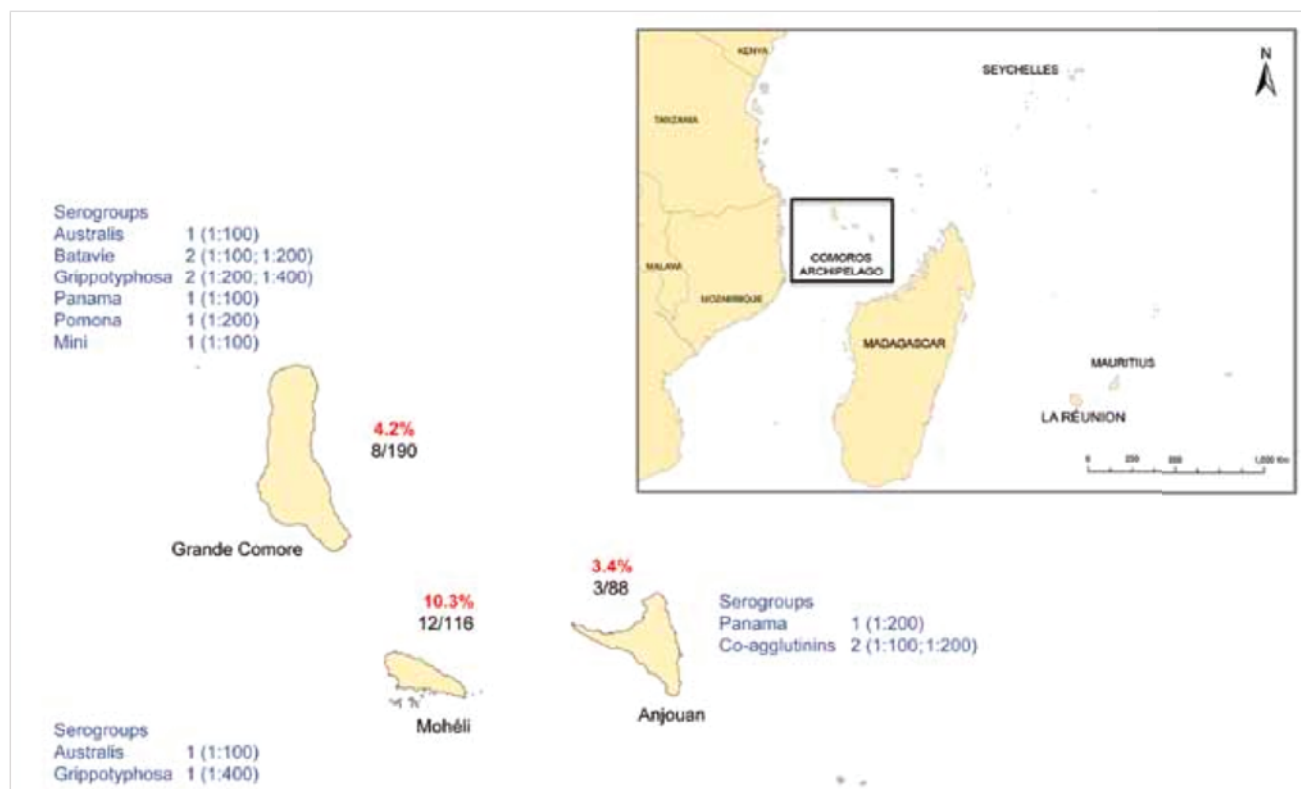 KENYA
N
SEYCHELLES
TANZANIA
Serogroups
Australis 1 (1:100)
Batavie 2 (1:100; 1:200)
Grippotyphosa 2 (1:200; 1:400)
Panama 1 (1:100)
Pomona 1 (1:200)
Mini 1 (1:100)
COMOROS
ARCHIPELAGO
MALAWI
MOZAMBIQUE
MADAGASCAR
MAURITIUS
LA RÉUNION
0 1,000 Km
4.2%
8/190
Grande Comore
3.4%
3/88
10.3%
12/116
Serogroups
Panama 1 (1:200)
Co-agglutinins 2 (1:100; 1:200)
Mohéli
Anjouan
Serogroups
Australis 1 (1:100)
Grippotyphosa 1 (1:400)